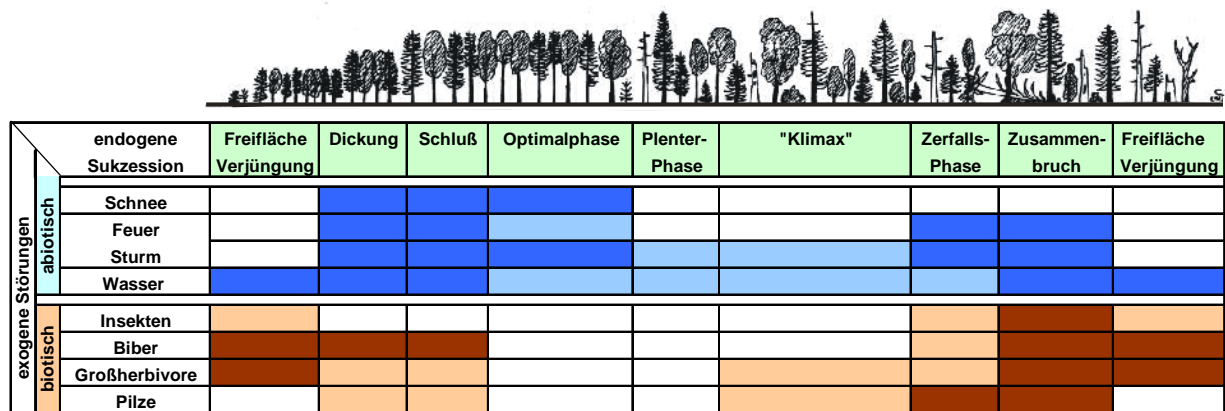 endogene Sukzession
Freifläche Verjüngung
Dickung
Schluß
Optimalphase
Plenter-Phase
"Klimax"
Zerfalls-Phase
Zusammen-bruch
Freifläche Verjüngung
exogene Störungen
abiotisch
Schnee
Feuer
Sturm
Wasser
biotisch
Insekten
Biber
Großherbivore
Pilze